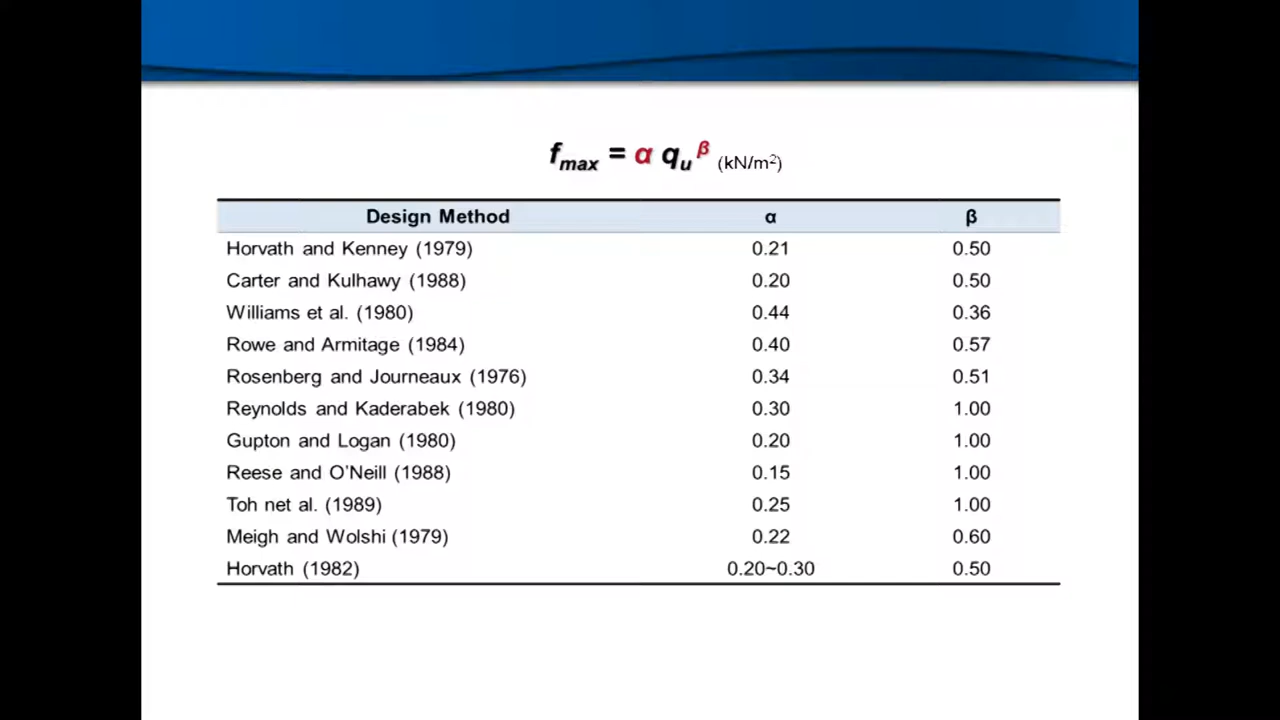 fmax = α qu^β (kN/m²)
Design Method α β
Horvath and Kenney (1979) 0.21 0.50
Carter and Kulhawy (1988) 0.20 0.50
Williams et al. (1980) 0.44 0.36
Rowe and Armitage (1984) 0.40 0.57
Rosenberg and Journeaux (1976) 0.34 0.51
Reynolds and Kaderabek (1980) 0.30 1.00
Gupton and Logan (1980) 0.20 1.00
Reese and O’Neill (1988) 0.15 1.00
Toh net al. (1989) 0.25 1.00
Meigh and Wolshi (1979) 0.22 0.60
Horvath (1982) 0.20~0.30 0.50